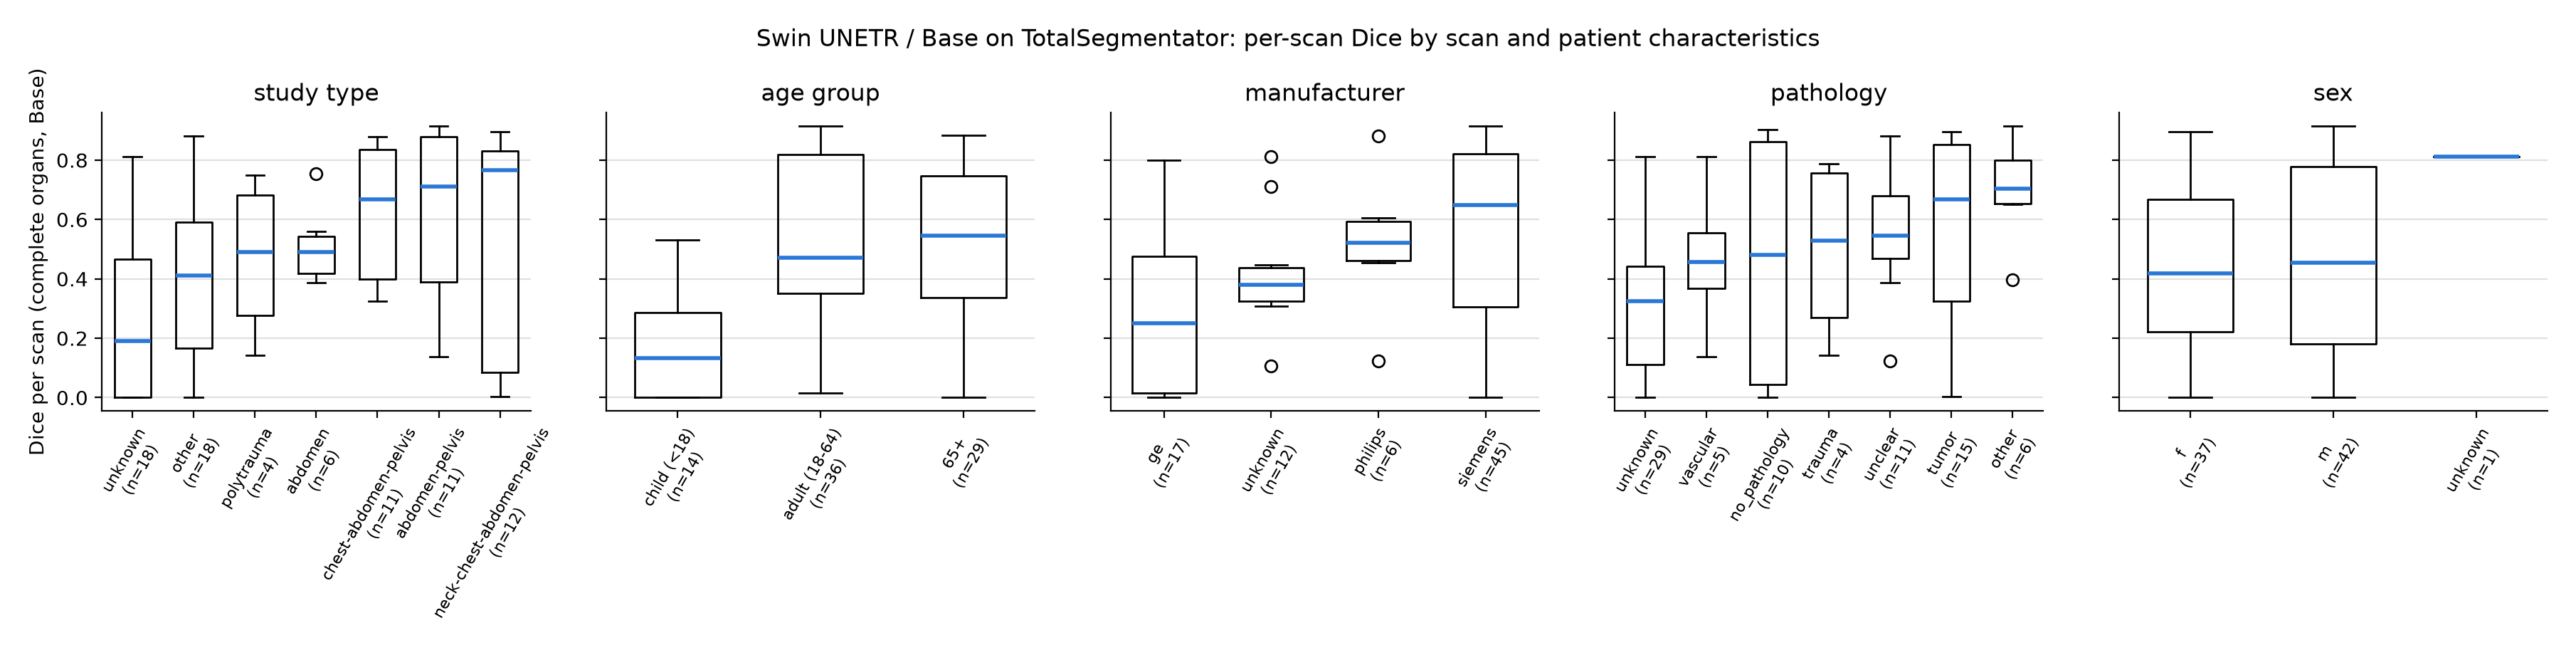 Swin UNETR / Base on TotalSegmentator: per-scan Dice by scan and patient characteristics
Dice per scan (complete organs, Base)
study type
0.8
0.6
0.4
0.2
0.0
unknown
(n=18)
other
(n=18)
polytrauma
(n=4)
abdomen
(n=6)
chest-abdomen-pelvis
(n=11)
abdomen-pelvis
(n=11)
neck-chest-abdomen-pelvis
(n=12)
age group
child (<18)
(n=14)
adult (18-64)
(n=36)
65+
(n=29)
manufacturer
ge
(n=17)
unknown
(n=12)
philips
(n=6)
siemens
(n=45)
pathology
unknown
(n=29)
vascular
(n=5)
no_pathology
(n=10)
trauma
(n=4)
unclear
(n=11)
tumor
(n=15)
other
(n=6)
sex
f
(n=37)
m
(n=42)
unknown
(n=1)